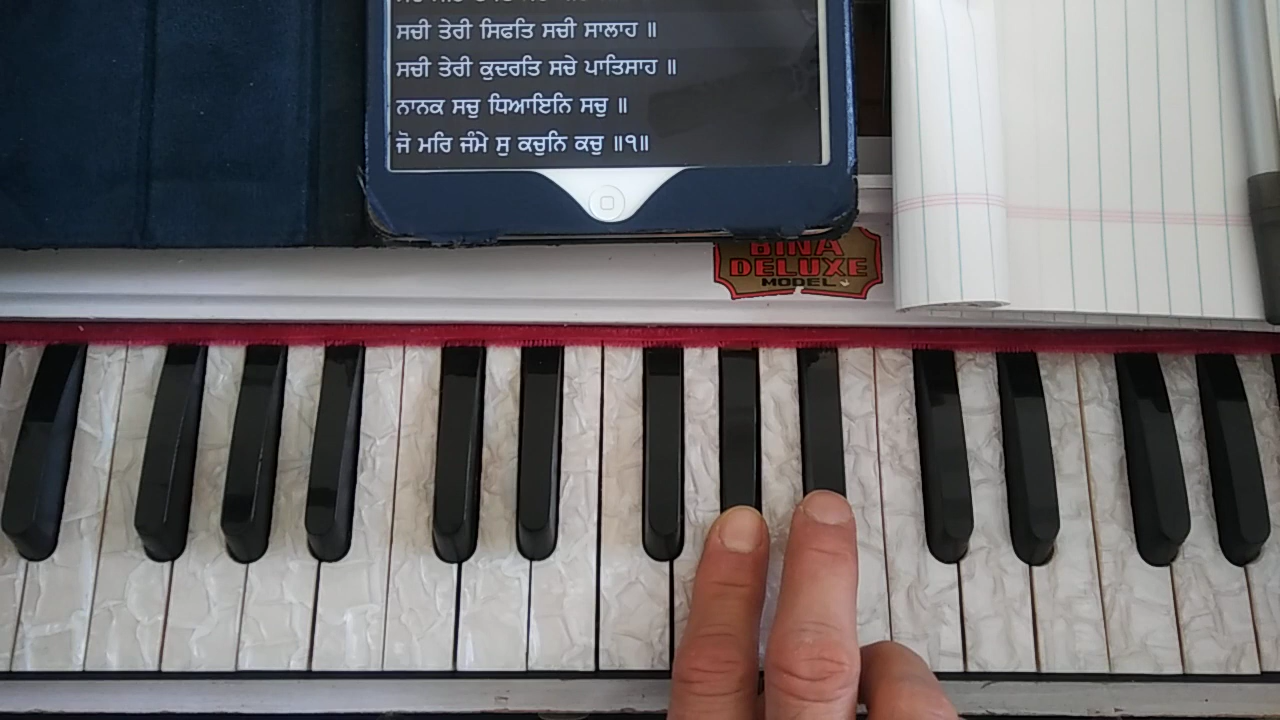 ਸਚੀ ਤੇਰੀ ਸਿਫਤਿ ਸਚੀ ਸਾਲਾਹ ॥
ਸਚੀ ਤੇਰੀ ਕੁਦਰਤਿ ਸਚੇ ਪਾਤਿਸਾਹ ॥
ਨਾਨਕ ਸਚੁ ਧਿਆਇਨਿ ਸਚੁ ॥
ਜੋ ਮਰਿ ਜੰਮੇ ਸੁ ਕਚੁਨਿ ਕਚੁ ॥੧॥
BINA
DELUXE
MODEL